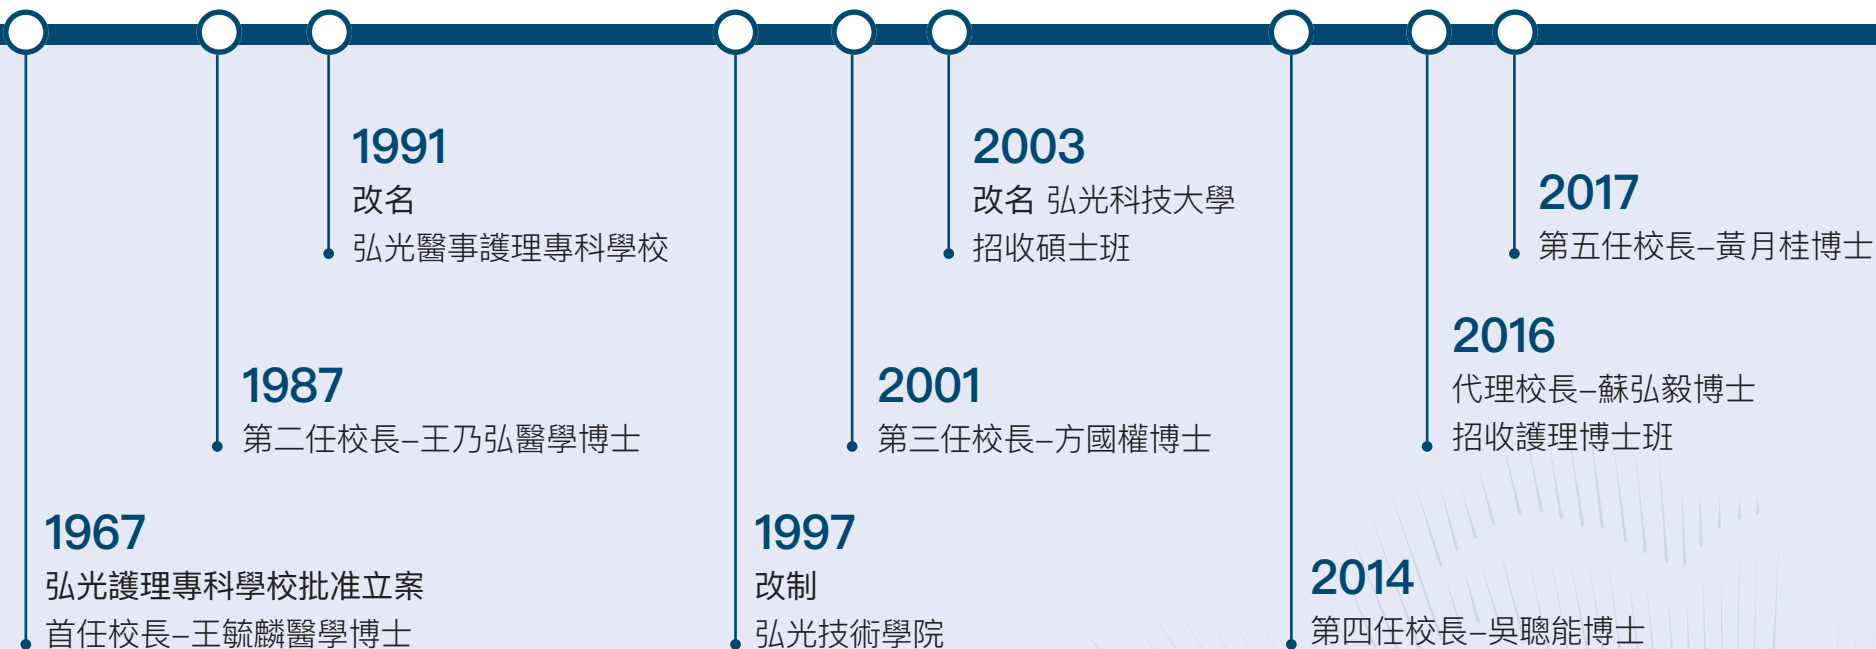 1967
弘光護理專科學校批准立案
首任校長–王毓麟醫學博士
1987
第二任校長–王乃弘醫學博士
1991
改名
弘光醫事護理專科學校
1997
改制
弘光技術學院
2001
第三任校長–方國權博士
2003
改名 弘光科技大學
招收碩士班
2014
第四任校長–吳聰能博士
2016
代理校長–蘇弘毅博士
招收護理博士班
2017
第五任校長–黃月桂博士